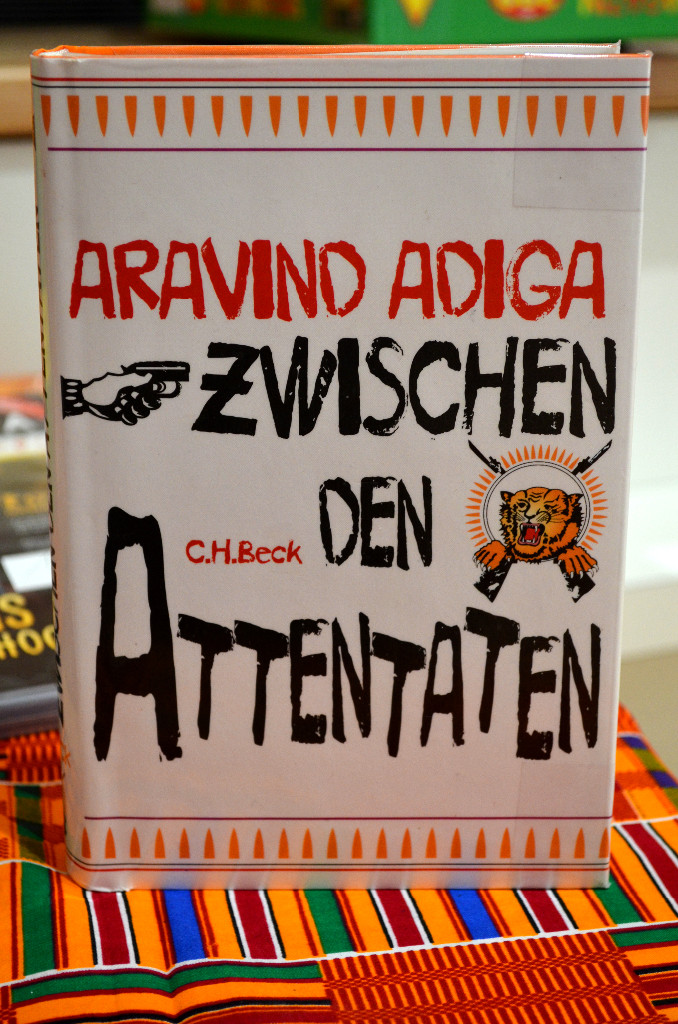 ARAVIND ADIGA
ZWISCHEN
DEN
C.H.Beck
ATTENTATEN